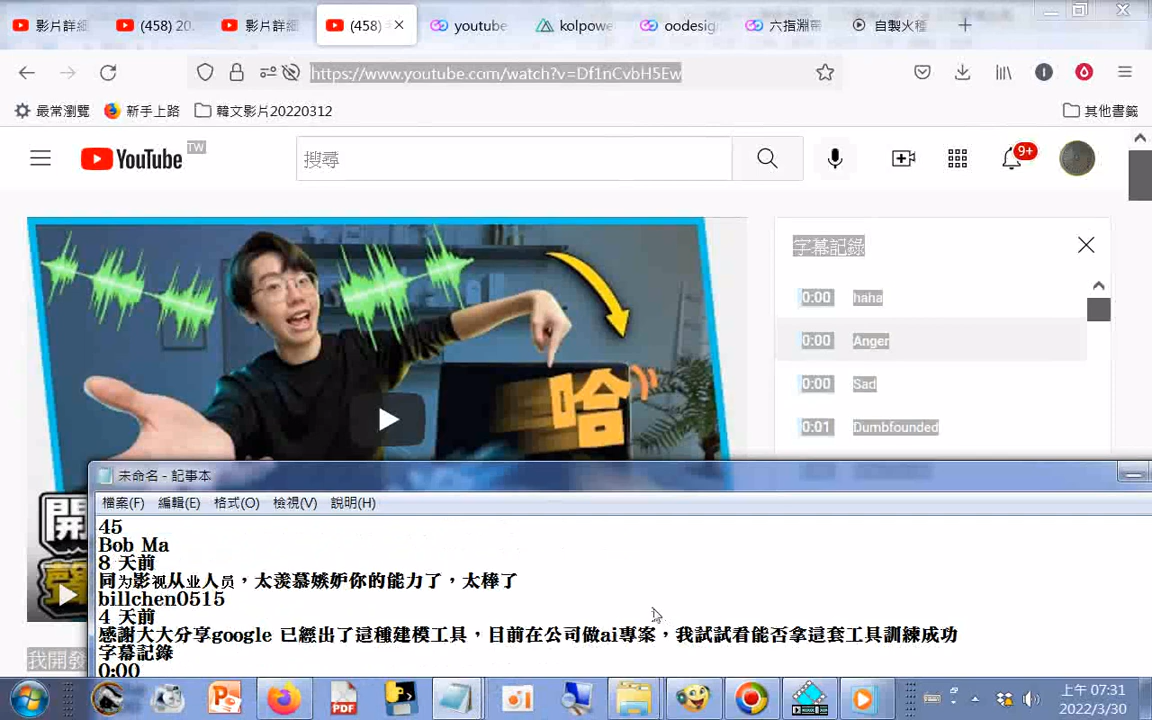 影片詳細
(458) 20.
影片詳細
(458)
youtube
kolpowe
oodesig
六指淵
自製火種
https://www.youtube.com/watch?v=Df1nCvbH5Ew
最常瀏覽
新手上路
韓文影片20220312
其他書籤
YouTube TW
搜尋
9+
字幕記錄
0:00 haha
0:00 Anger
0:00 Sad
0:01 Dumbfounded
哈
開
聲
我開發
未命名 - 記事本
檔案(F) 編輯(E) 格式(O) 檢視(V) 說明(H)
45
Bob Ma
8 天前
同为影视从业人员，太羡慕嫉妒你的能力了，太棒了
billchen0515
4 天前
感謝大大分享google 已經出了這種建模工具，目前在公司做ai專案，我試試看能否拿這套工具訓練成功
字幕記錄
0:00
PDF
上午 07:31
2022/3/30